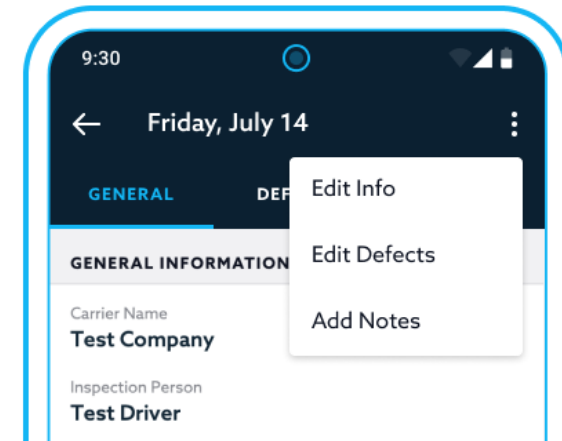 9:30
Friday, July 14
GENERAL
DEF
Edit Info
Edit Defects
Add Notes
GENERAL INFORMATION
Carrier Name
Test Company
Inspection Person
Test Driver